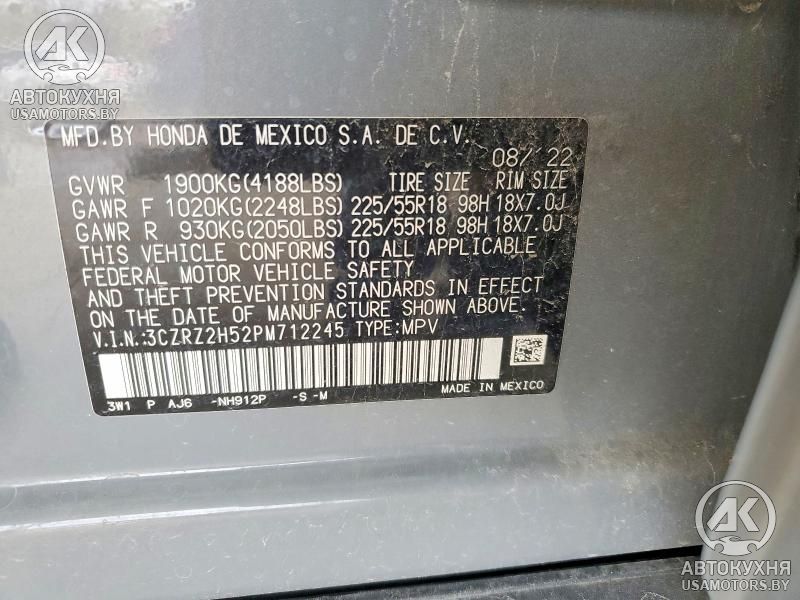 AK
АВТОКУХНЯ
USAMOTORS.BY
MFD.BY HONDA DE MEXICO S.A. DE C.V.
08/ 22
GVWR 1900KG(4188LBS) TIRE SIZE RIM SIZE
GAWR F 1020KG(2248LBS) 225/55R18 98H 18X7.0J
GAWR R 930KG(2050LBS) 225/55R18 98H 18X7.0J
THIS VEHICLE CONFORMS TO ALL APPLICABLE
FEDERAL MOTOR VEHICLE SAFETY
AND THEFT PREVENTION STANDARDS IN EFFECT
ON THE DATE OF MANUFACTURE SHOWN ABOVE.
V.I.N.:3CZRZ2H52PM712245 TYPE:MPV
3W1 P AJ6 -NH912P -S -M MADE IN MEXICO
AK
АВТОКУХНЯ
USAMOTORS.BY